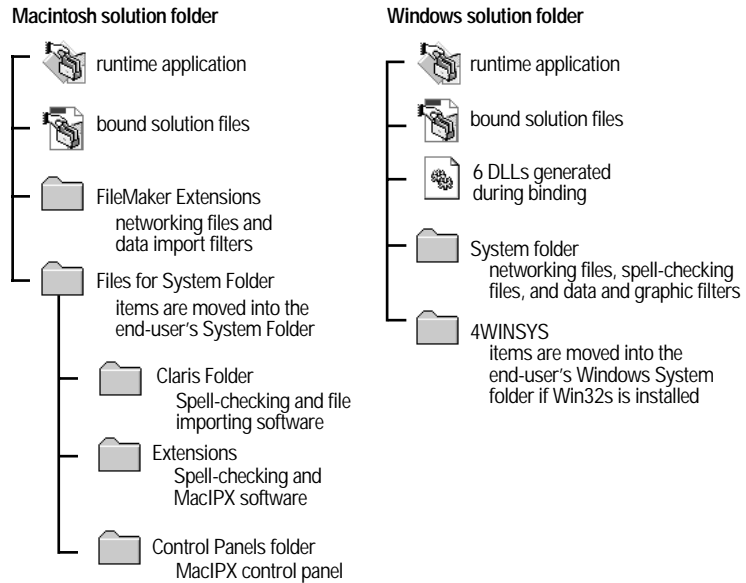 Macintosh solution folder
runtime application
bound solution files
FileMaker Extensions
networking files and
data import filters
Files for System Folder
items are moved into the
end-user's System Folder
Claris Folder
Spell-checking and file
importing software
Extensions
Spell-checking and
MacIPX software
Control Panels folder
MacIPX control panel
Windows solution folder
runtime application
bound solution files
6 DLLs generated
during binding
System folder
networking files, spell-checking
files, and data and graphic filters
4WINSYS
items are moved into the
end-user's Windows System
folder if Win32s is installed